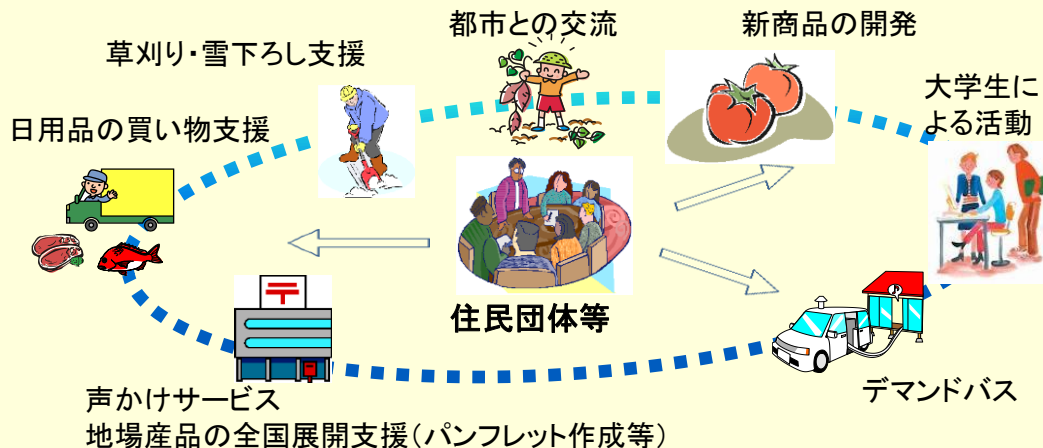 都市との交流
新商品の開発
草刈り・雪下ろし支援
大学生に
よる活動
日用品の買い物支援
住民団体等
デマンドバス
声かけサービス
地場産品の全国展開支援(パンフレット作成等)